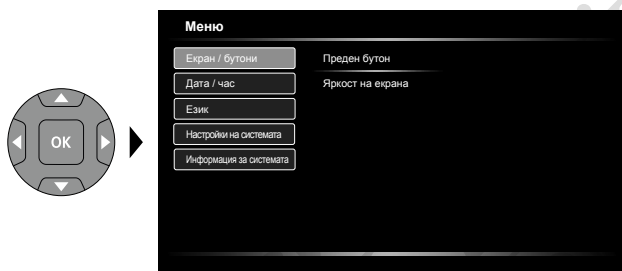 Меню
Екран / бутони
Преден бутон
Дата / час
Яркост на екрана
Език
OK
Настройки на системата
Информация за системата